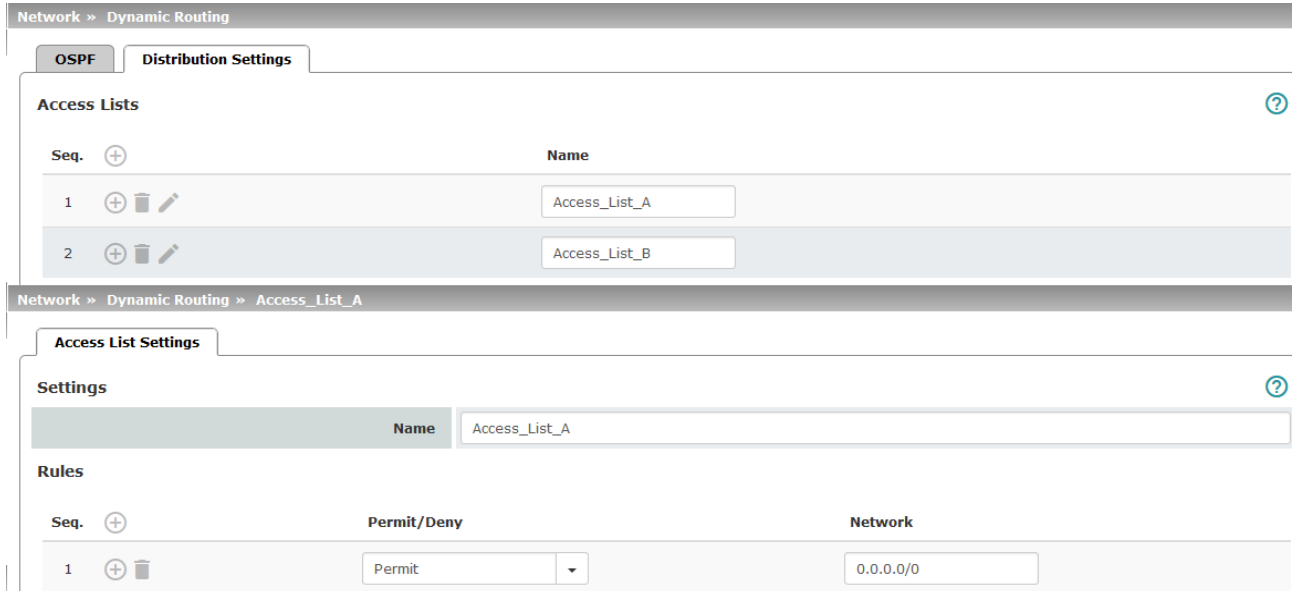 Network » Dynamic Routing
OSPF Distribution Settings
Access Lists
Seq. Name
1 Access_List_A
2 Access_List_B
Network » Dynamic Routing » Access_List_A
Access List Settings
Settings
Name Access_List_A
Rules
Seq. Permit/Deny Network
1 Permit 0.0.0.0/0